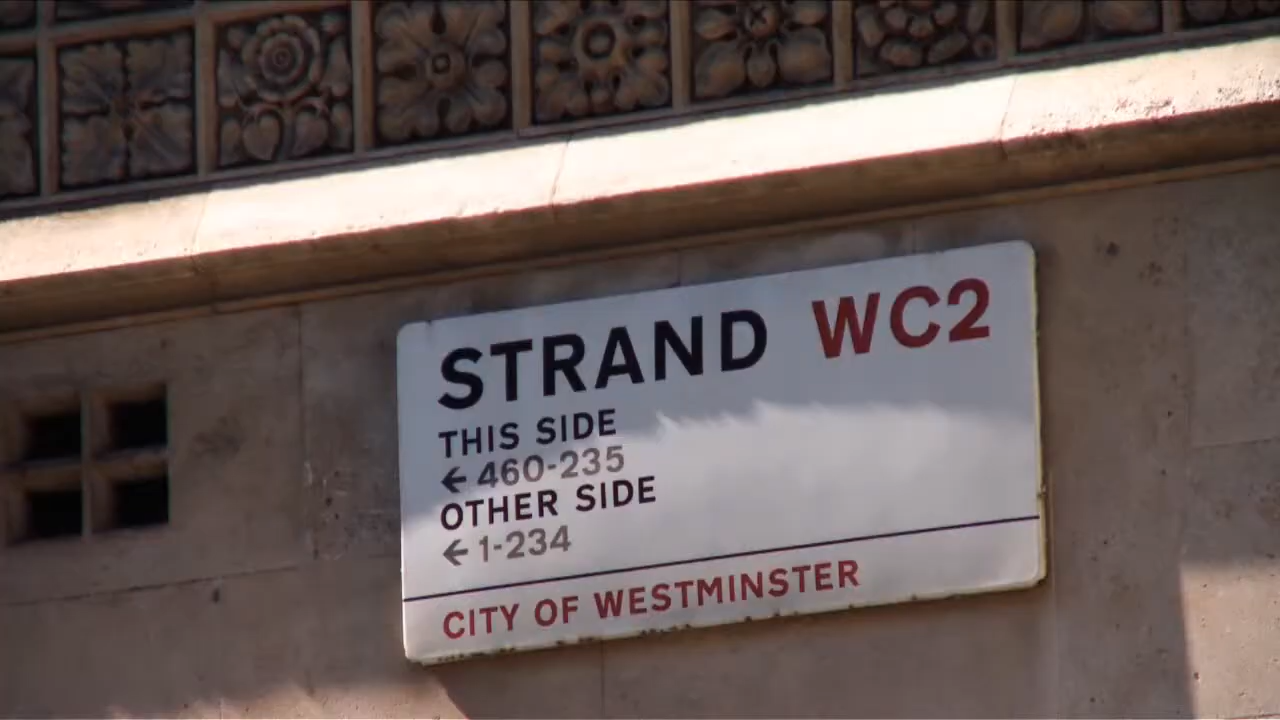 STRAND WC2
THIS SIDE
← 460-235
OTHER SIDE
← 1-234
CITY OF WESTMINSTER